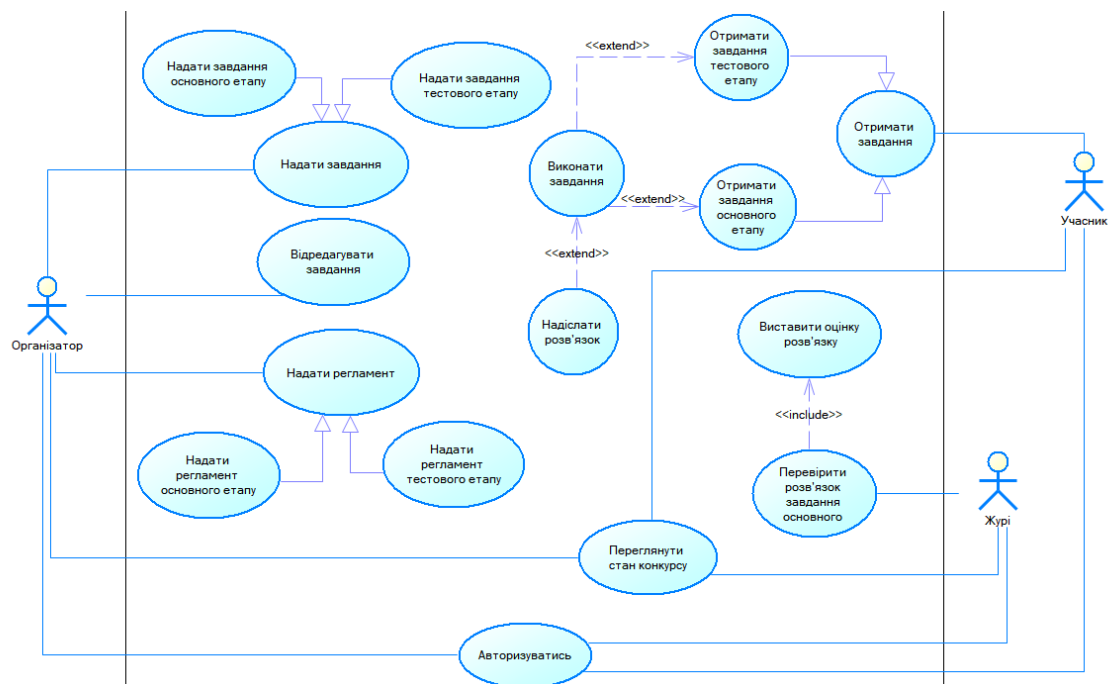 Надати завдання
основного етапу
Надати завдання
тестового етапу
<<extend>>
Отримати
завдання
тестового
етапу
Надати завдання
Виконати
завдання
Отримати
завдання
<<extend>>
Отримати
завдання
основного
етапу
Учасник
Відредагувати
завдання
<<extend>>
Організатор
Надіслати
розв'язок
Виставити оцінку
розв'язку
Надати регламент
<<include>>
Надати
регламент
основного етапу
Надати
регламент
тестового етапу
Перевірити
розв'язок
завдання
основного
Журі
Переглянути
стан конкурсу
Авторизуватись